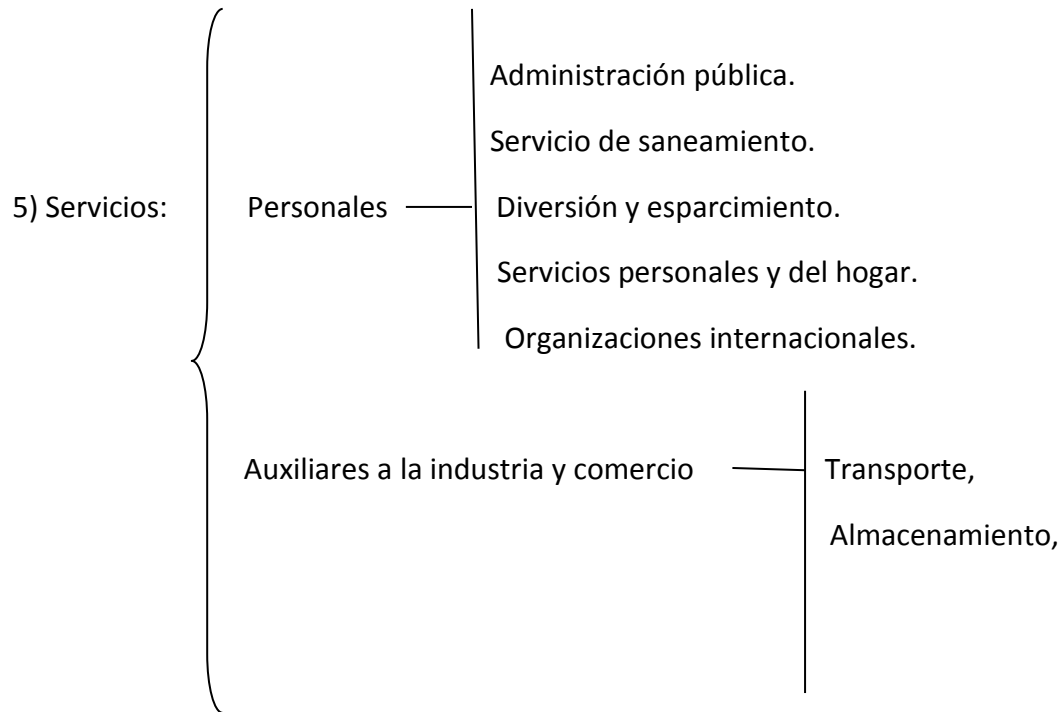 Administración pública.
Servicio de saneamiento.
5) Servicios: Personales Diversión y esparcimiento.
Servicios personales y del hogar.
Organizaciones internacionales.
Auxiliares a la industria y comercio Transporte,
Almacenamiento,